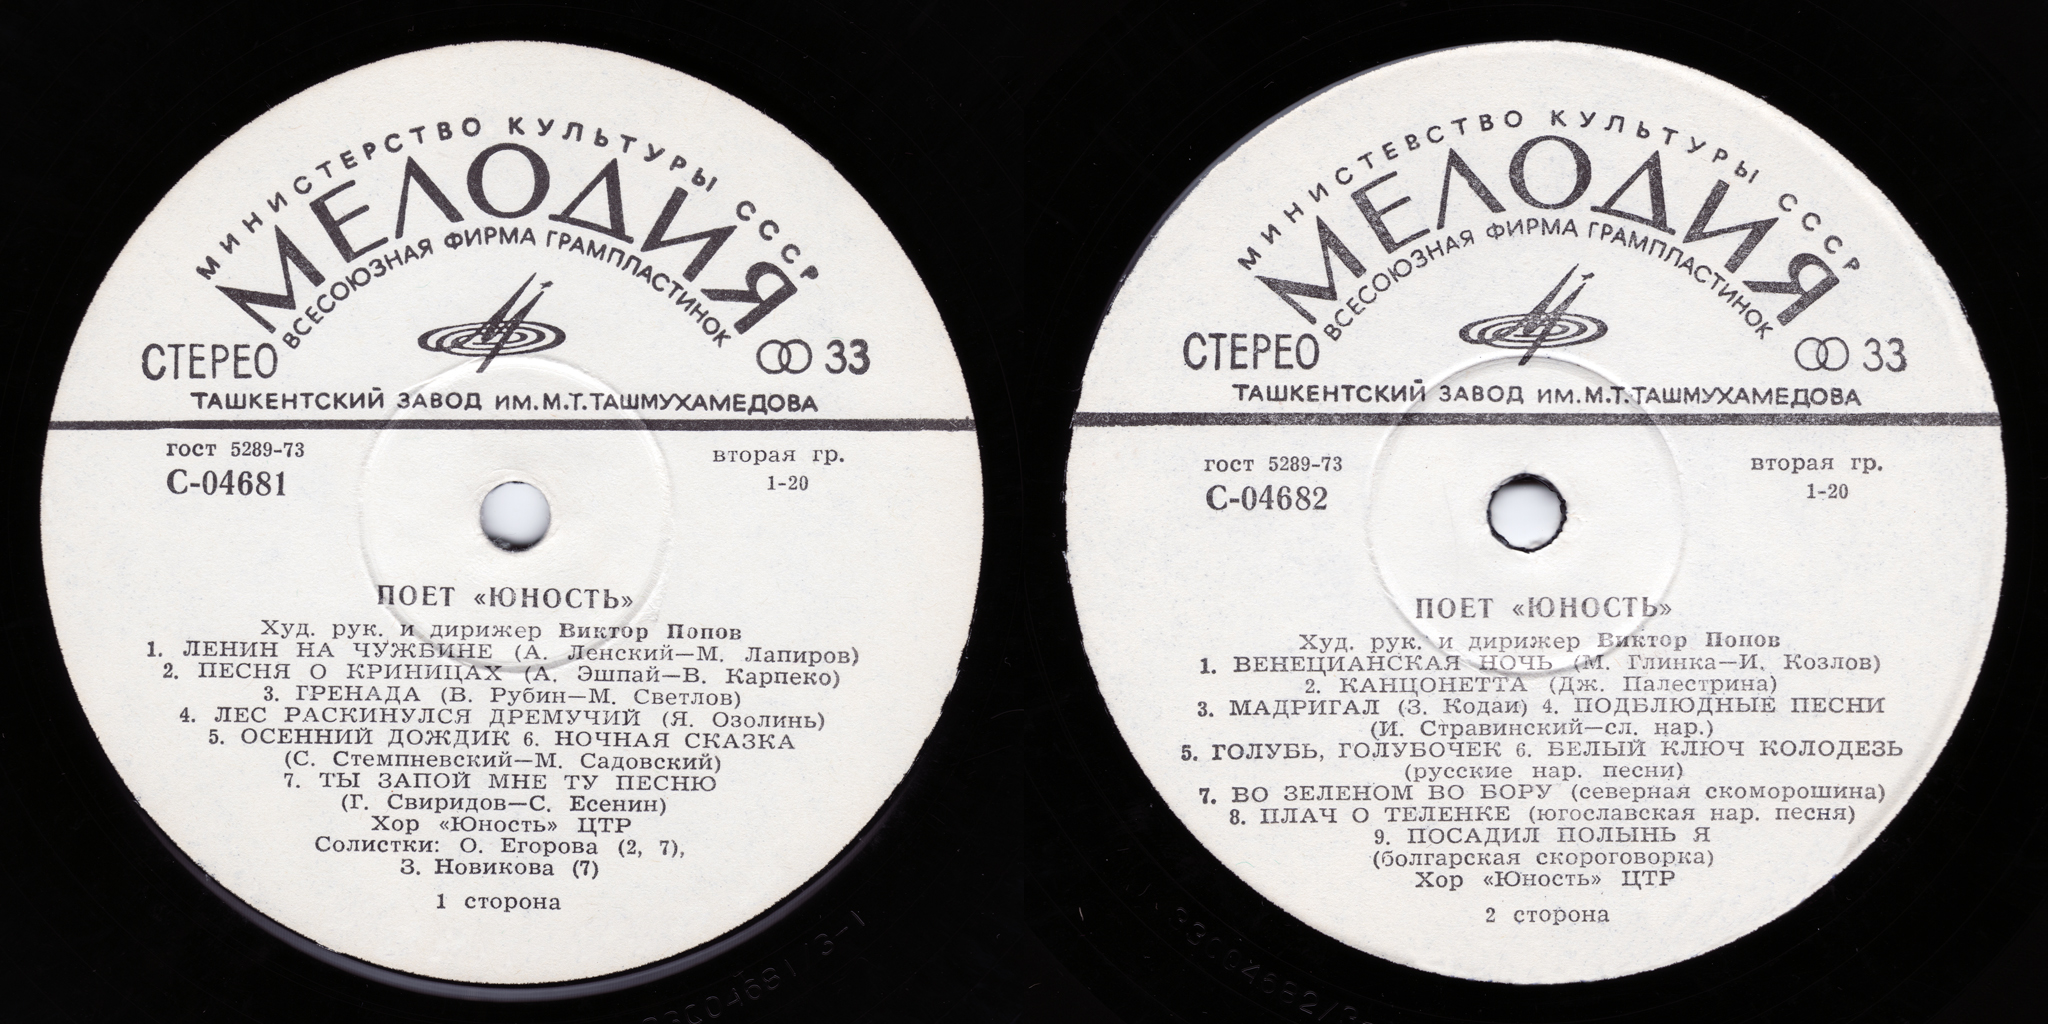 МИНИСТЕРСТВО КУЛЬТУРЫ СССР
МЕЛОДИЯ
ВСЕСОЮЗНАЯ ФИРМА ГРАМПЛАСТИНОК
СТЕРЕО
33
ТАШКЕНТСКИЙ ЗАВОД ИМ.М.Т.ТАШМУХАМЕДОВА
гост 5289-73
С-04681
вторая гр.
1-20
ПОЕТ «ЮНОСТЬ»
Худ. рук. и дирижер Виктор Попов
1. ЛЕНИН НА ЧУЖБИНЕ (А. Ленский—М. Лапиров)
2. ПЕСНЯ О КРИНИЦАХ (А. Эшпай—В. Карпеко)
3. ГРЕНАДА (В. Рубин—М. Светлов)
4. ЛЕС РАСКИНУЛСЯ ДРЕМУЧИЙ (Я. Озолинь)
5. ОСЕННИЙ ДОЖДИК 6. НОЧНАЯ СКАЗКА
(С. Стемпневский—М. Садовский)
7. ТЫ ЗАПОЙ МНЕ ТУ ПЕСНЮ
(Г. Свиридов—С. Есенин)
Хор «Юность» ЦТР
Солистки: О. Егорова (2, 7),
З. Новикова (7)
1 сторона
МИНИСТЕВСТВО КУЛЬТУРЫ СССР
МЕЛОДИЯ
ВСЕСОЮЗНАЯ ФИРМА ГРАМПЛАСТИНОК
СТЕРЕО
33
ТАШКЕНТСКИЙ ЗАВОД ИМ.М.Т.ТАШМУХАМЕДОВА
гост 5289-73
С-04682
вторая гр.
1-20
ПОЕТ «ЮНОСТЬ»
Худ. рук. и дирижер Виктор Попов
1. ВЕНЕЦИАНСКАЯ НОЧЬ (М. Глинка—И. Козлов)
2. КАНЦОНЕТТА (Дж. Палестрина)
3. МАДРИГАЛ (З. Кодаи) 4. ПОДБЛЮДНЫЕ ПЕСНИ
(И. Стравинский—сл. нар.)
5. ГОЛУБЬ, ГОЛУБОЧЕК 6. БЕЛЫЙ КЛЮЧ КОЛОДЕЗЬ
(русские нар. песни)
7. ВО ЗЕЛЕНОМ ВО БОРУ (северная скоморошина)
8. ПЛАЧ О ТЕЛЕНКЕ (югославская нар. песня)
9. ПОСАДИЛ ПОЛЫНЬ Я
(болгарская скороговорка)
Хор «Юность» ЦТР
2 сторона